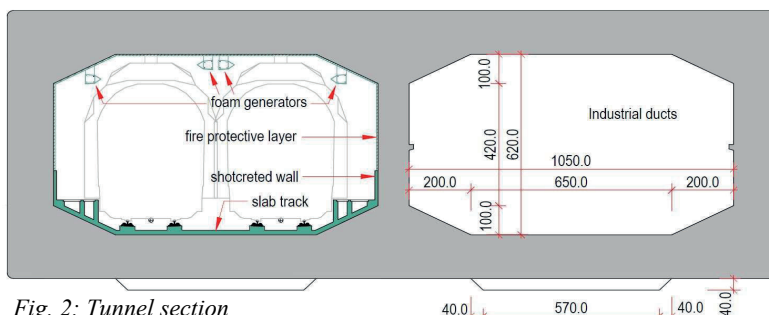 foam generators
fire protective layer
shotcreted wall
slab track
Industrial ducts
100.0
420.0
620.0
1050.0
200.0
650.0
200.0
100.0
40.0
570.0
40.0
40.0
Fig. 2: Tunnel section